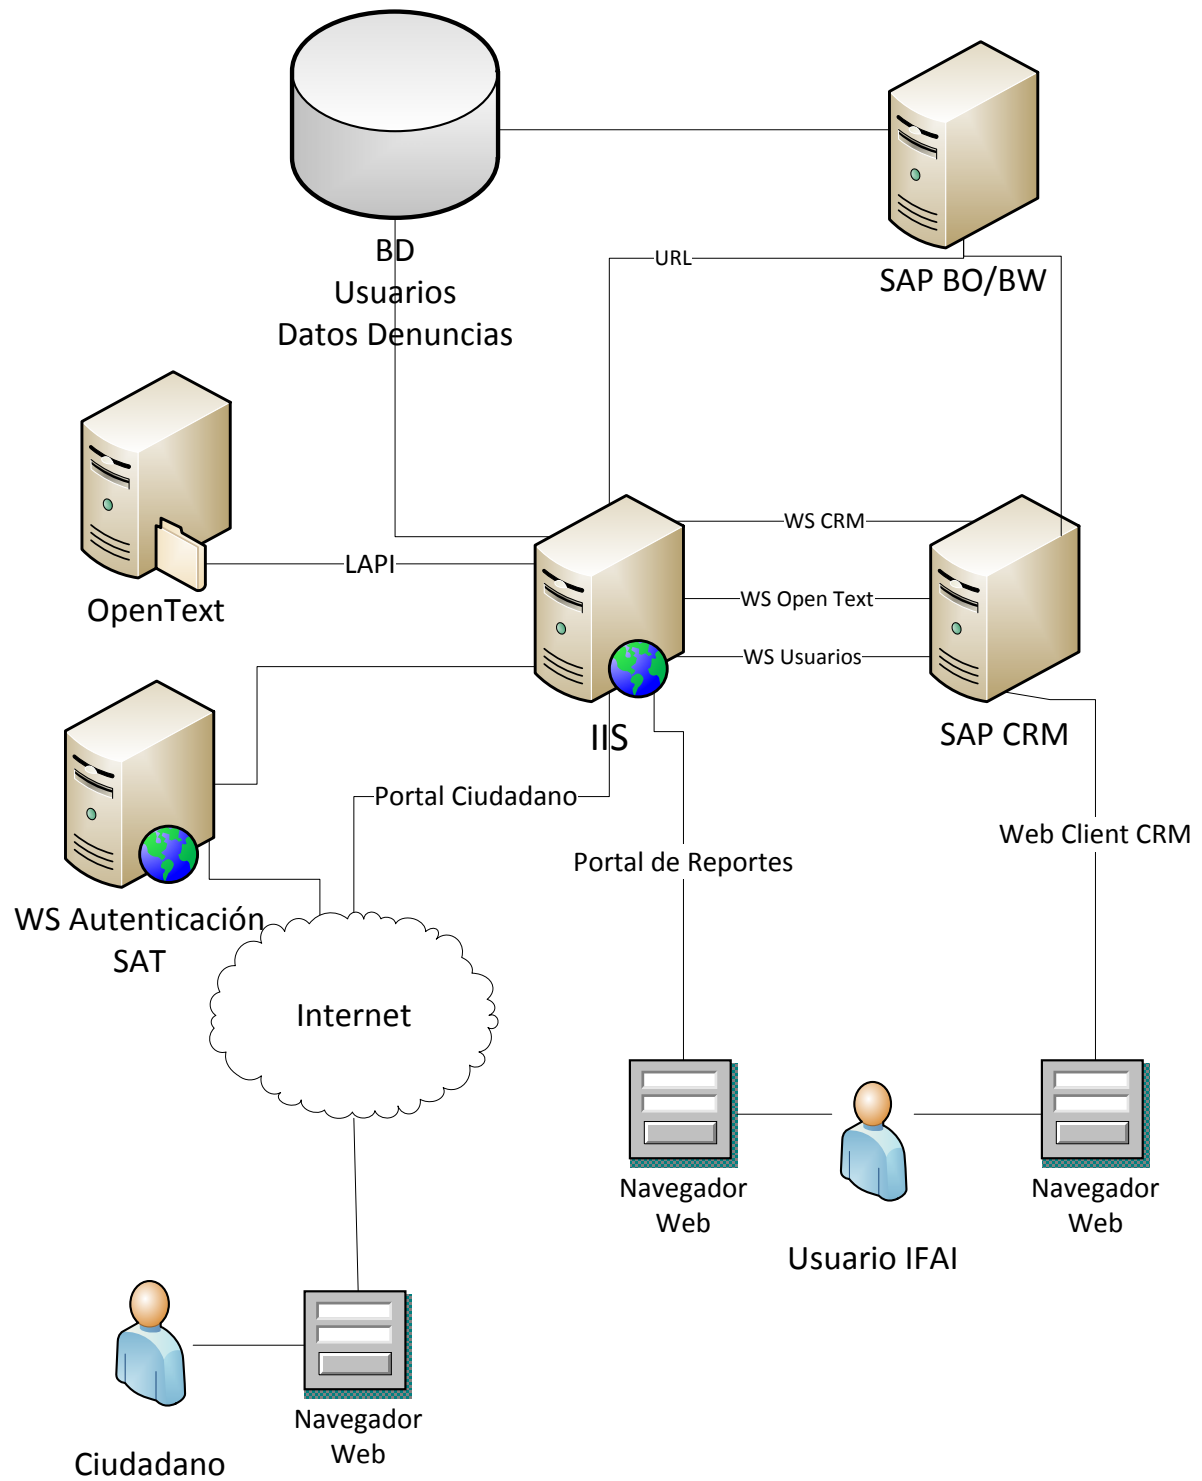 BD
Usuarios
Datos Denuncias
URL
SAP BO/BW
WS CRM
LAPI
WS Open Text
OpenText
WS Usuarios
IIS
SAP CRM
Portal Ciudadano
Web Client CRM
Portal de Reportes
WS Autenticación
SAT
Internet
Navegador
Web
Navegador
Web
Usuario IFAI
Navegador
Web
Ciudadano